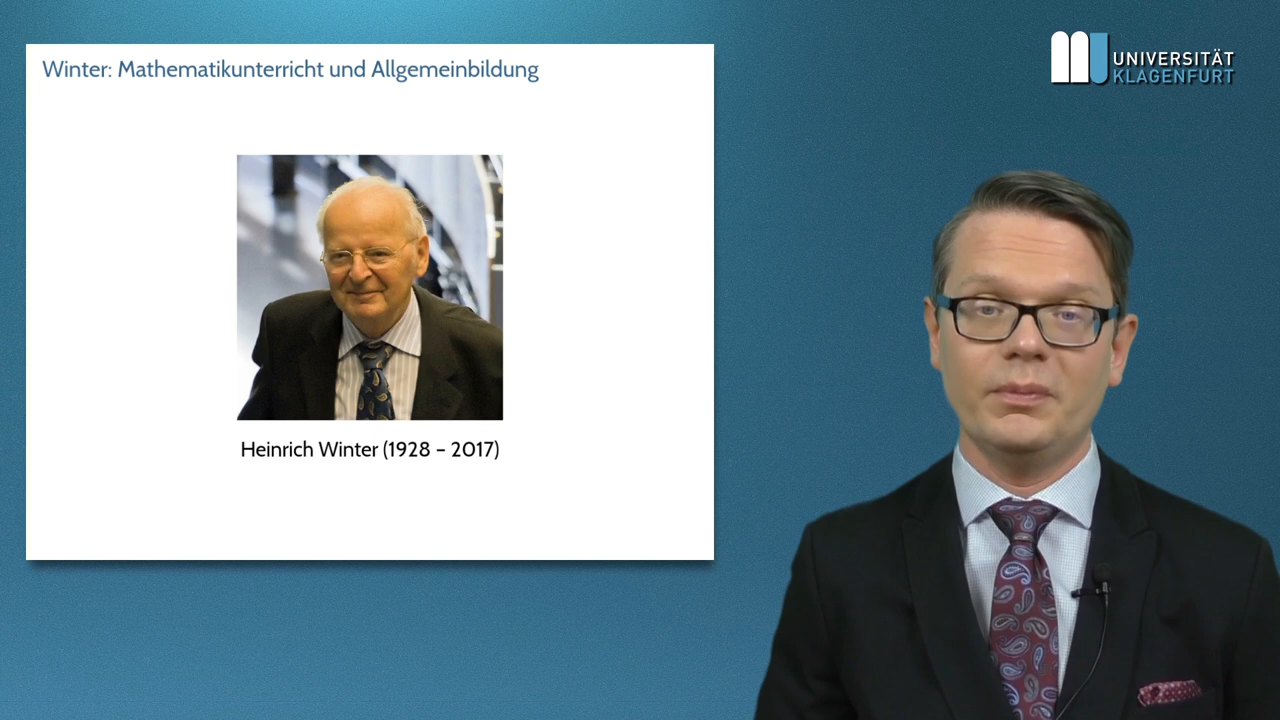 Winter: Mathematikunterricht und Allgemeinbildung
Heinrich Winter (1928 – 2017)
UNIVERSITÄT
KLAGENFURT